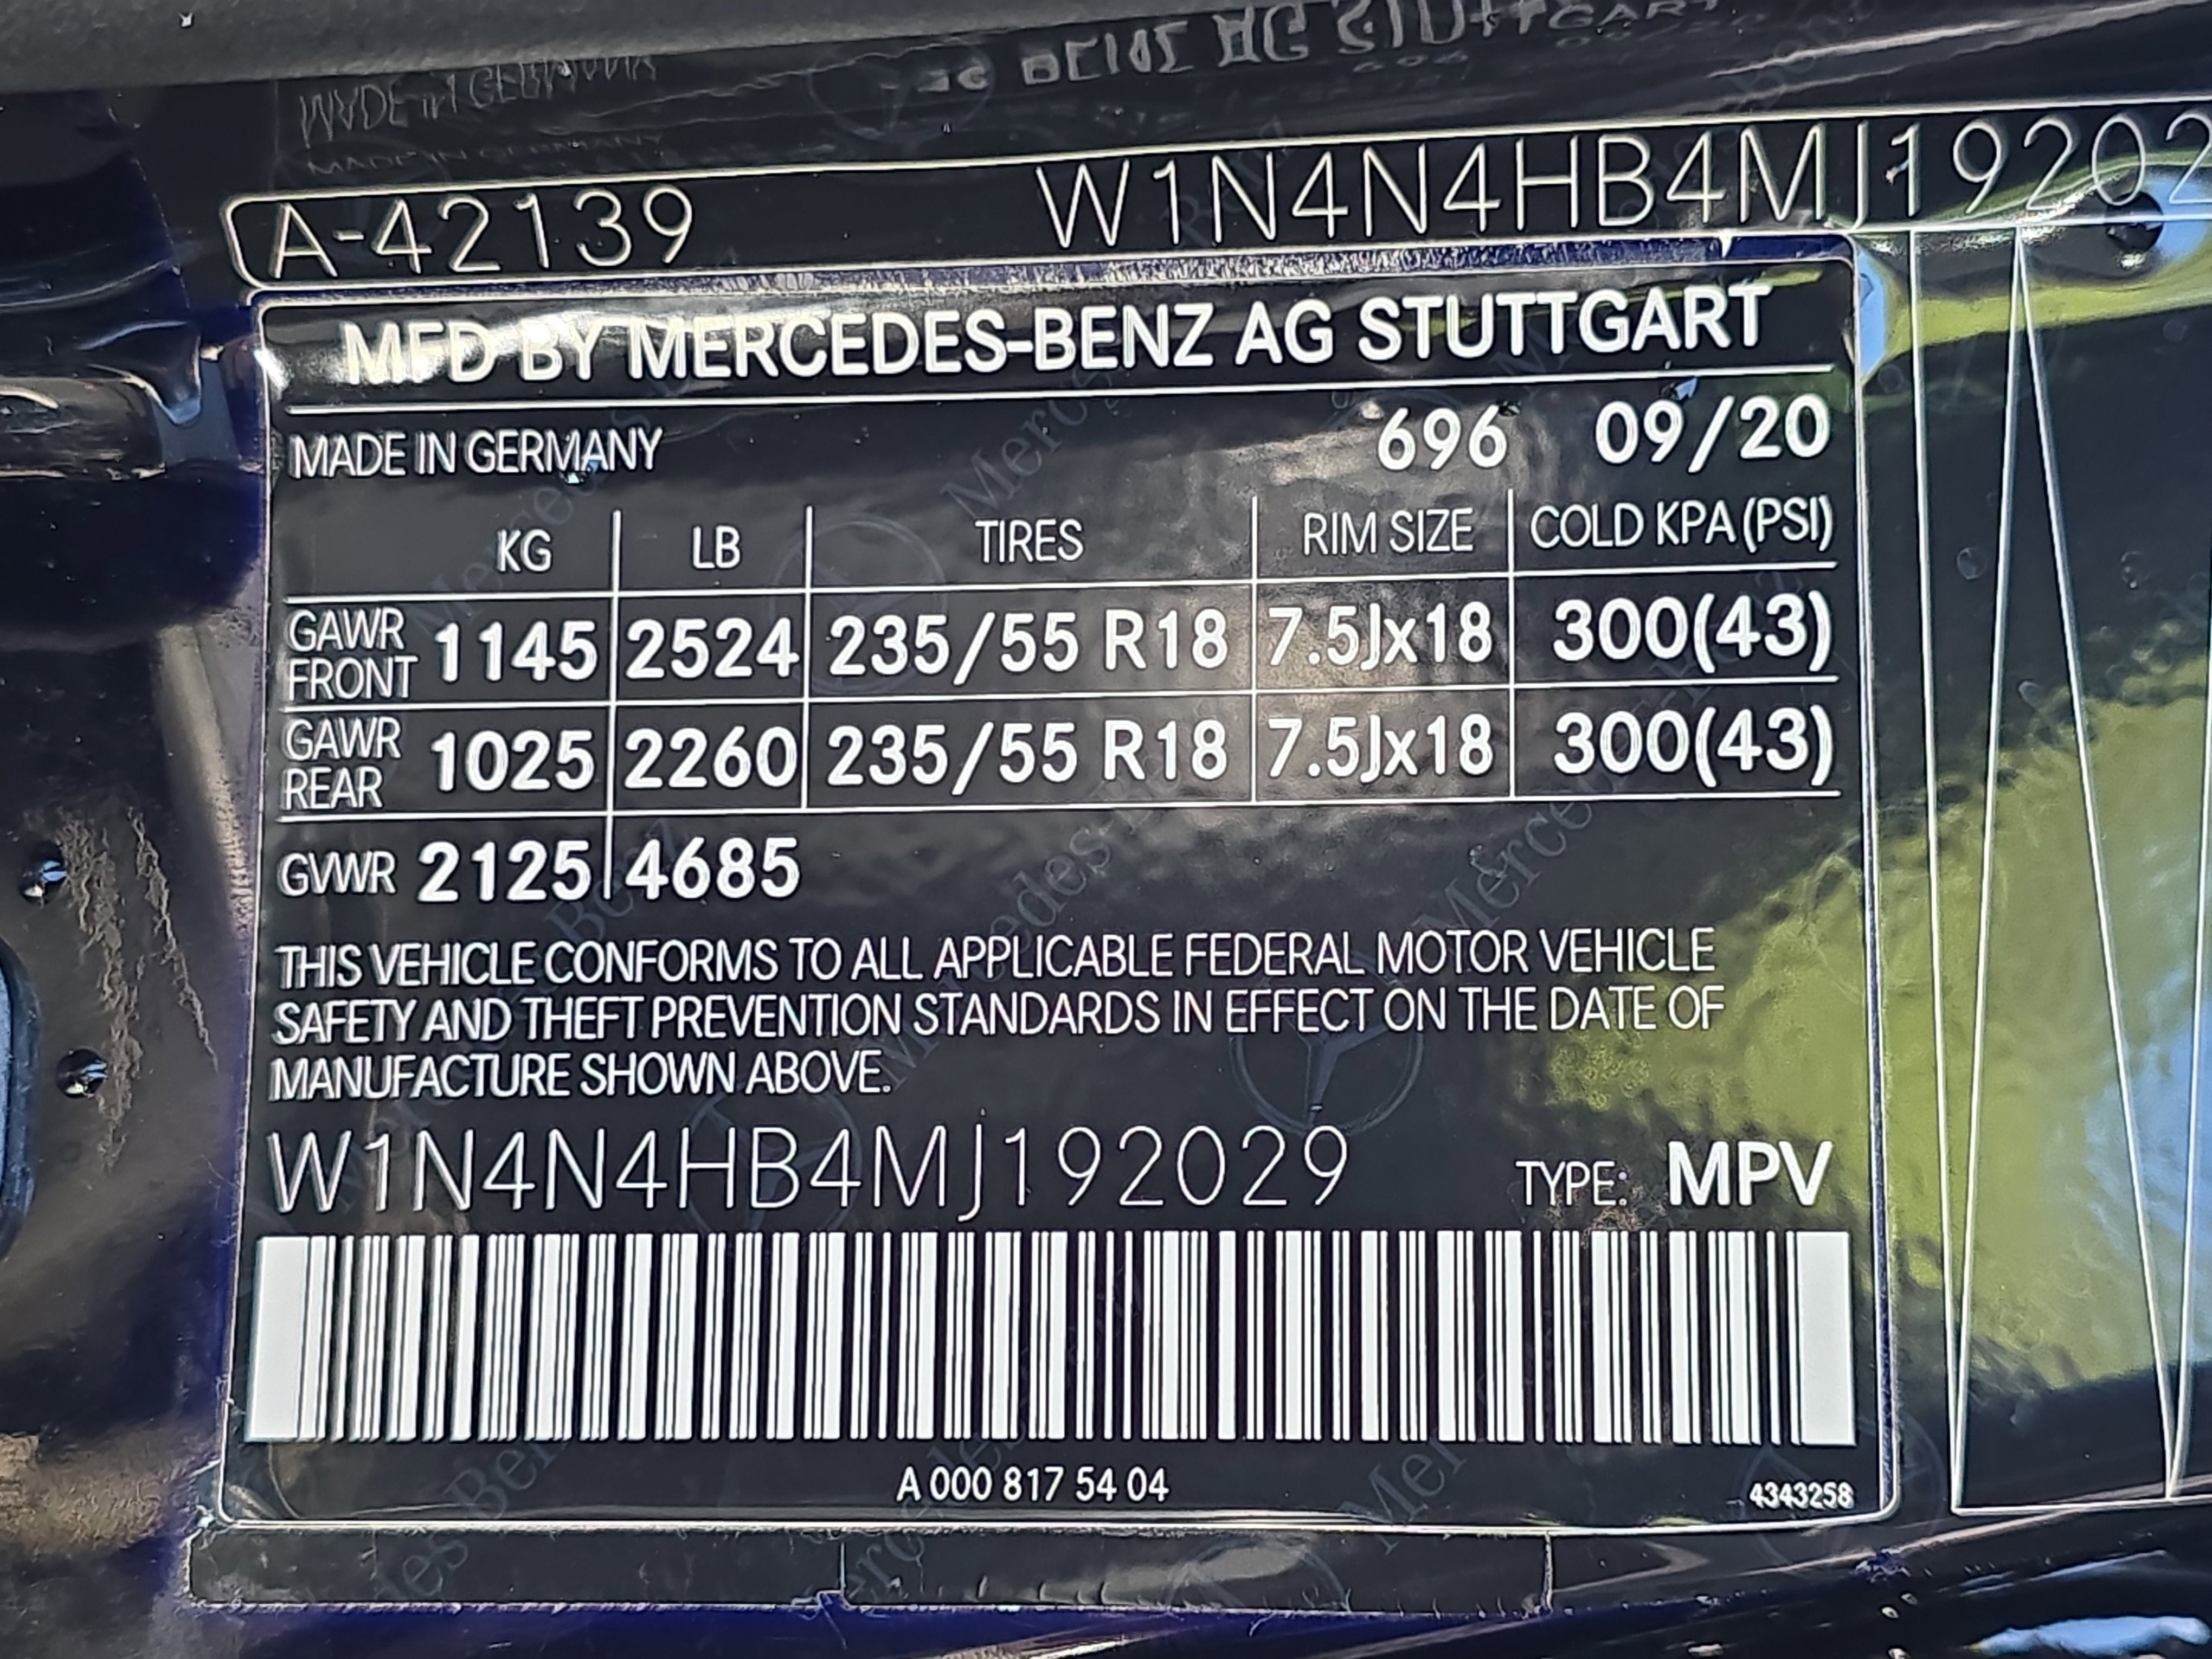 A-42139 W1N4N4HB4MJ19202
MFD BY MERCEDES-BENZ AG STUTTGART
MADE IN GERMANY 696 09/20
KG LB TIRES RIM SIZE COLD KPA (PSI)
GAWR FRONT 1145 2524 235/55 R18 7.5Jx18 300(43)
GAWR REAR 1025 2260 235/55 R18 7.5Jx18 300(43)
GVWR 2125 4685
THIS VEHICLE CONFORMS TO ALL APPLICABLE FEDERAL MOTOR VEHICLE
SAFETY AND THEFT PREVENTION STANDARDS IN EFFECT ON THE DATE OF
MANUFACTURE SHOWN ABOVE.
W1N4N4HB4MJ192029 TYPE: MPV
A 000 817 54 04 4343258